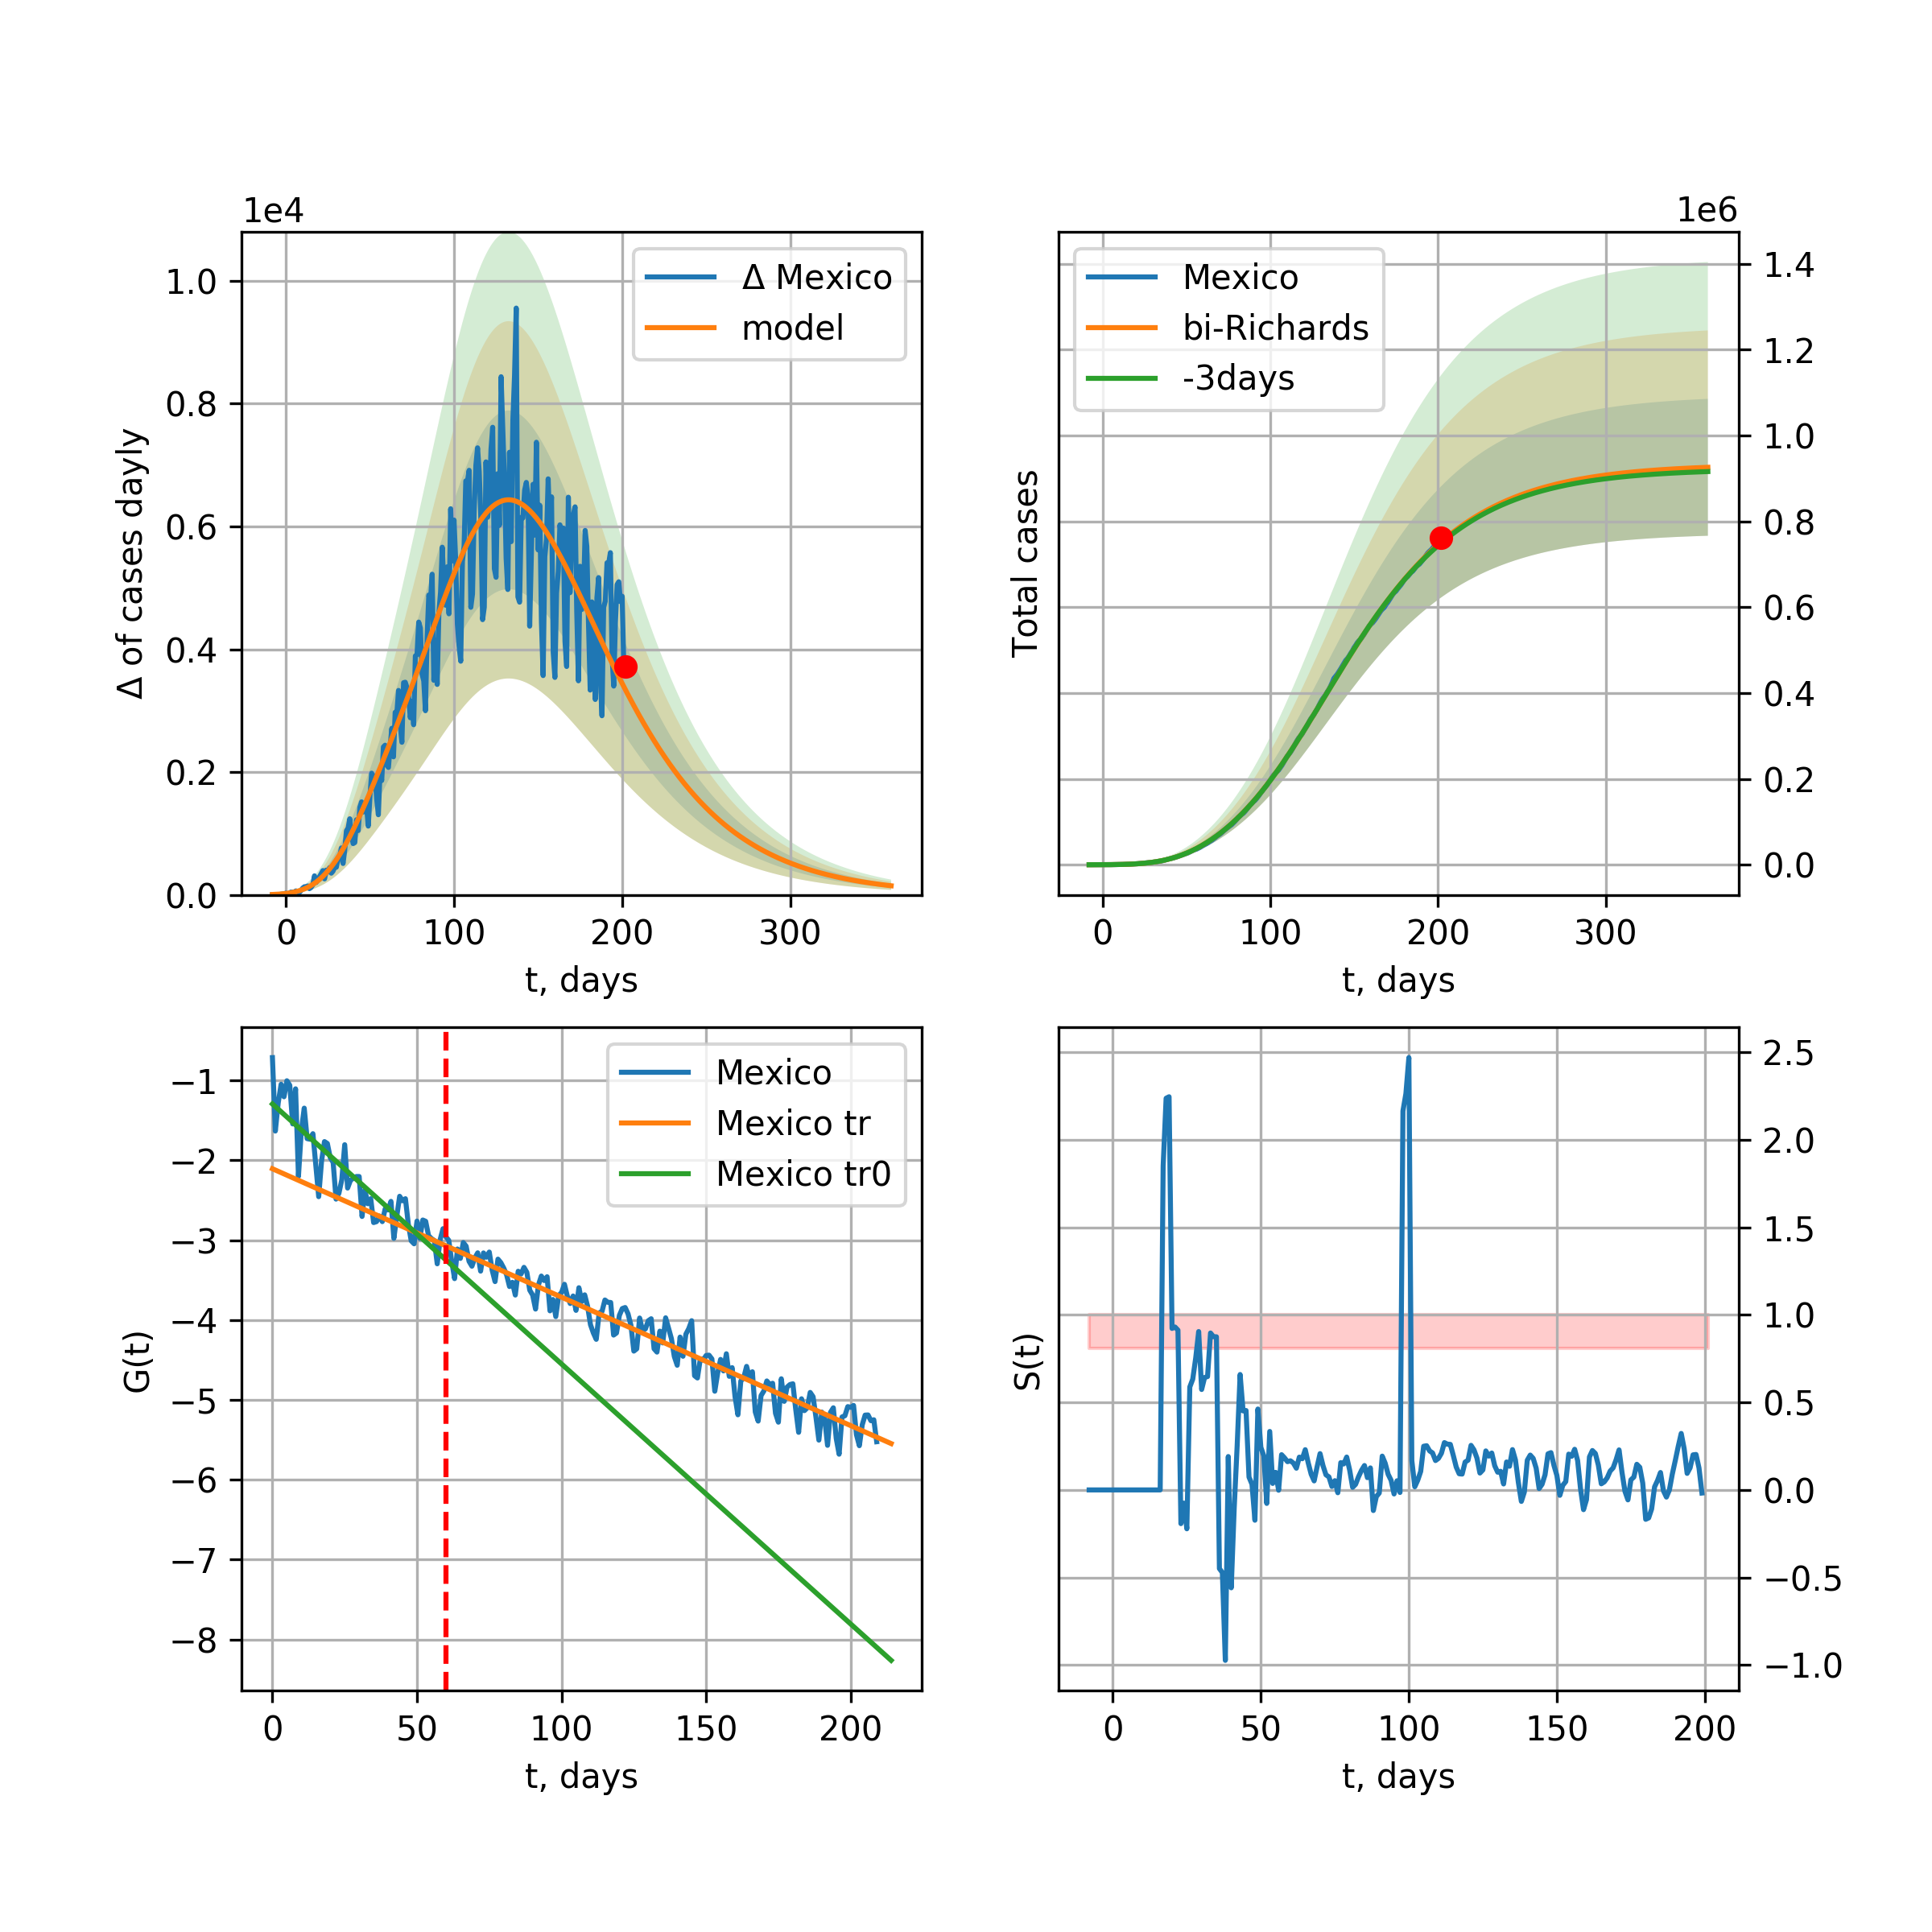 1e4
Δ of cases dayly
1.0
0.8
0.6
0.4
0.2
0.0
Δ Mexico
model
0 100 200 300
t, days
1e6
Total cases
Mexico
bi-Richards
-3days
1.4
1.2
1.0
0.8
0.6
0.4
0.2
0.0
0 100 200 300
t, days
G(t)
−1
−2
−3
−4
−5
−6
−7
−8
Mexico
Mexico tr
Mexico tr0
0 50 100 150 200
t, days
S(t)
2.5
2.0
1.5
1.0
0.5
0.0
−0.5
−1.0
0 50 100 150 200
t, days